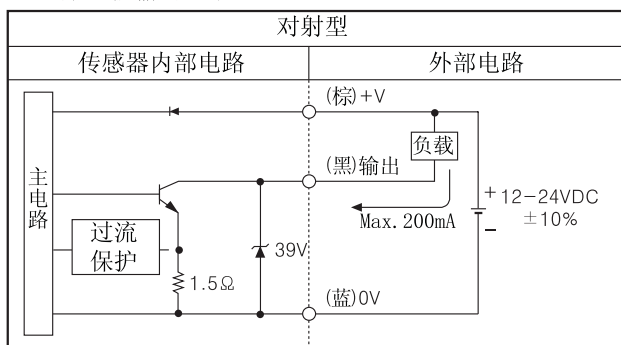 对射型
传感器内部电路
外部电路
(棕)+V
负载
(黑)输出
主电路
Max.200mA
+
12-24VDC
±10%
-
过流
保护
39V
1.5Ω
(蓝)0V